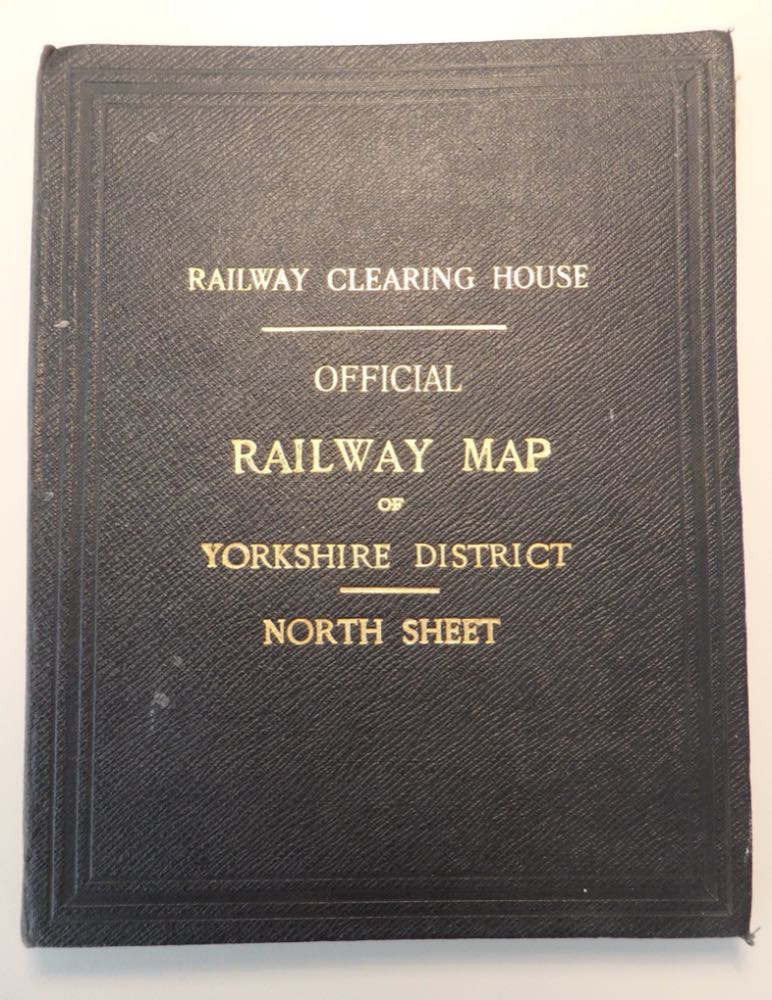 RAILWAY CLEARING HOUSE
OFFICIAL
RAILWAY MAP
OF
YORKSHIRE DISTRICT
NORTH SHEET